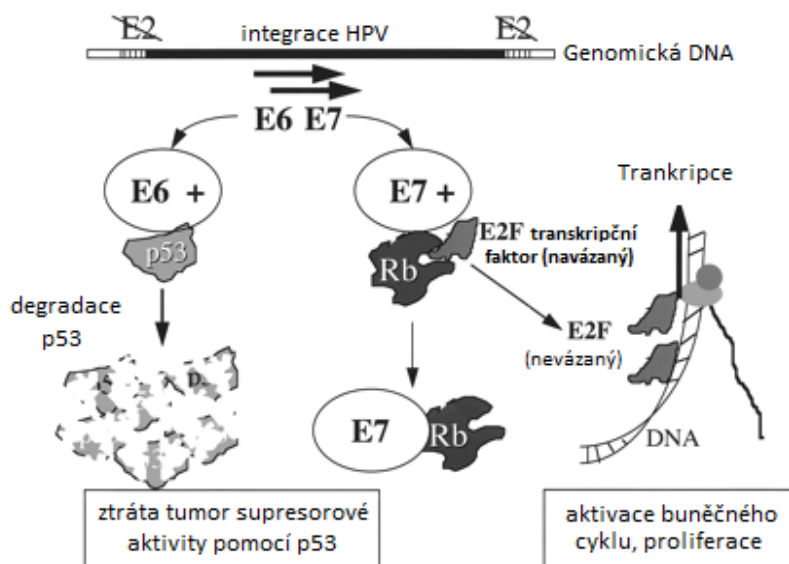 E2
integrace HPV
E2
Genomická DNA
E6 E7
E6 +
E7 +
Trankripce
p53
Rb
E2F transkripční
faktor (navázaný)
degradace
p53
E2F
(nevázaný)
E7
Rb
DNA
ztráta tumor supresorové
aktivity pomocí p53
aktivace buněčného
cyklu, proliferace